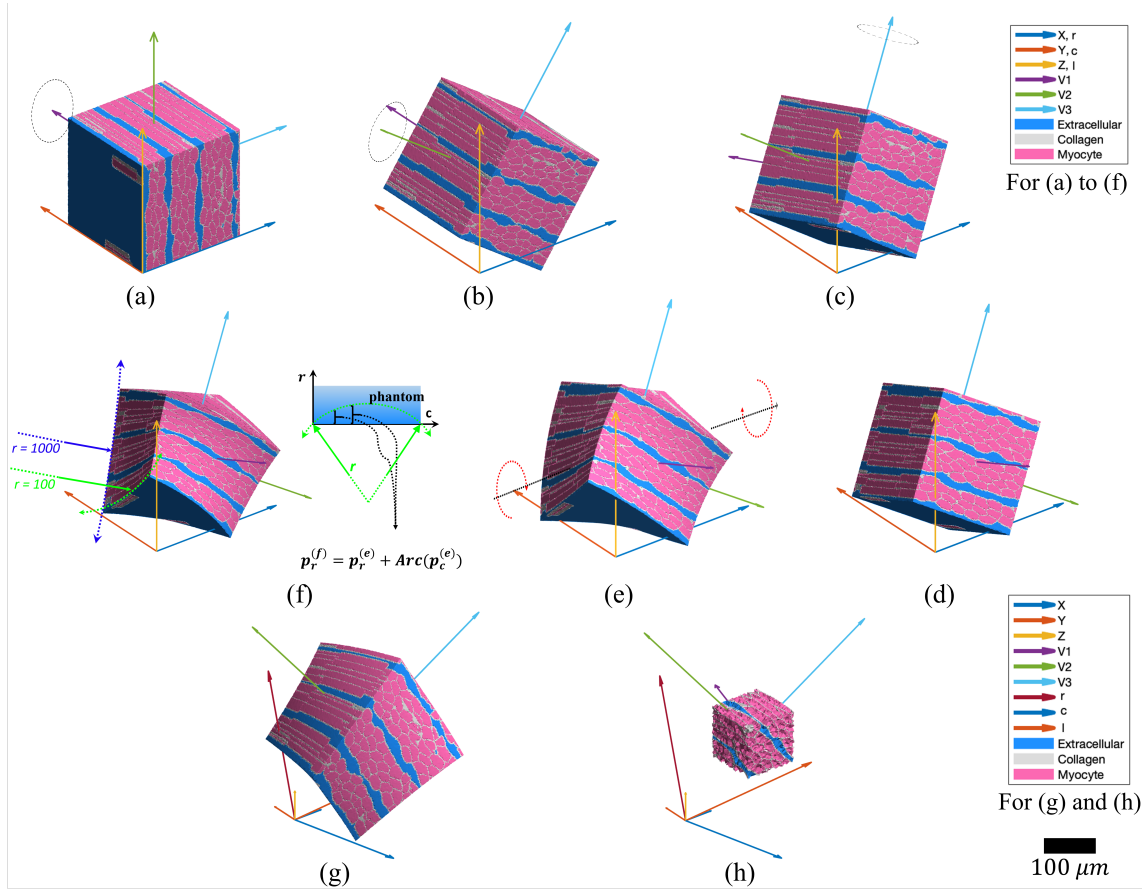 X, r
Y, c
Z, l
V1
V2
V3
Extracellular
Collagen
Myocyte
For (a) to (f)
(a)
(b)
(c)
r = 1000
r = 100
r
phantom
c
r
p_r^(f) = p_r^(e) + Arc(p_c^(e))
(f)
(e)
(d)
X
Y
Z
V1
V2
V3
r
c
l
Extracellular
Collagen
Myocyte
For (g) and (h)
(g)
(h)
100 μm